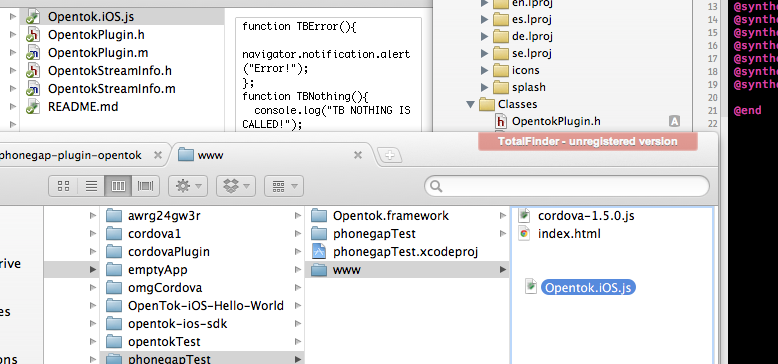 Opentok.iOS.js
OpentokPlugin.h
OpentokPlugin.m
OpentokStreamInfo.h
OpentokStreamInfo.m
README.md
function TBError(){
navigator.notification.alert
("Error!");
};
function TBNothing(){
console.log("TB NOTHING IS
CALLED!");
en.lproj
es.lproj
de.lproj
se.lproj
icons
splash
Classes
OpentokPlugin.h
A
13
14
15
16
17
18
19
20
21
22
@synthe
@synthe
@synthe
@synthe
@synthe
@synthe
@end
TotalFinder - unregistered version
phonegap-plugin-opentok
www
awrg24gw3r
cordova1
cordovaPlugin
emptyApp
omgCordova
OpenTok-iOS-Hello-World
opentok-ios-sdk
opentokTest
phonegapTest
Opentok.framework
phonegapTest
phonegapTest.xcodeproj
www
cordova-1.5.0.js
index.html
Opentok.iOS.js
rive
es
s